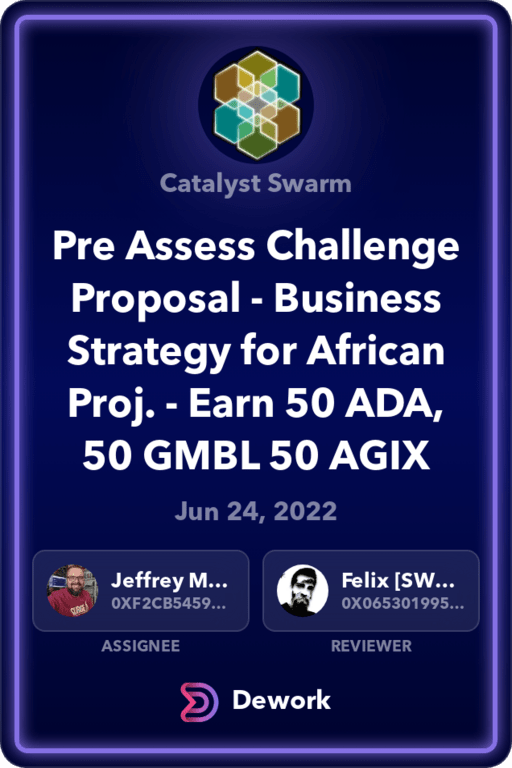 Catalyst Swarm
Pre Assess Challenge
Proposal - Business
Strategy for African
Proj. - Earn 50 ADA,
50 GMBL 50 AGIX
Jun 24, 2022
Jeffrey M...
0XF2CB5459...
ASSIGNEE
Felix [SW...
0X065301995...
REVIEWER
Dework